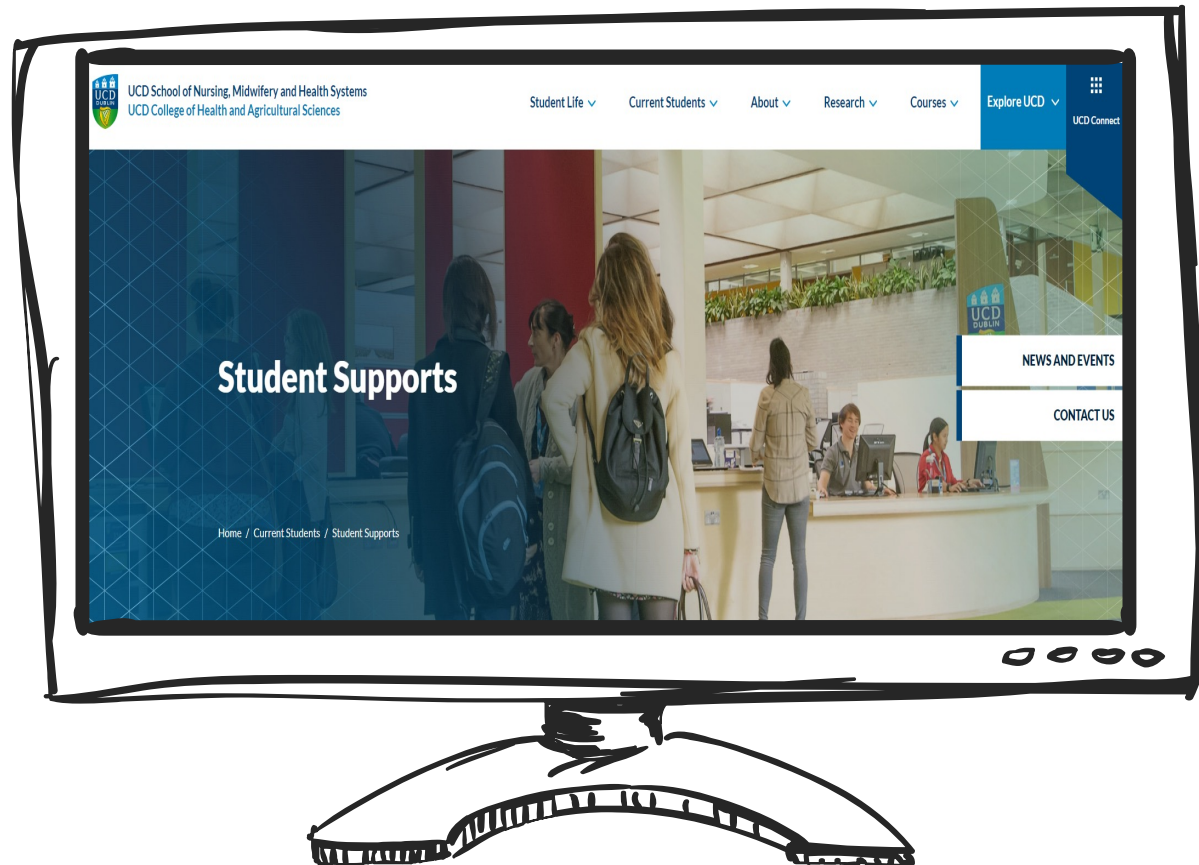 UCD
DUBLIN
UCD School of Nursing, Midwifery and Health Systems
UCD College of Health and Agricultural Sciences
Student Life
Current Students
About
Research
Courses
Explore UCD
UCD Connect
UCD
DUBLIN
NEWS AND EVENTS
Student Supports
CONTACT US
Home / Current Students / Student Supports